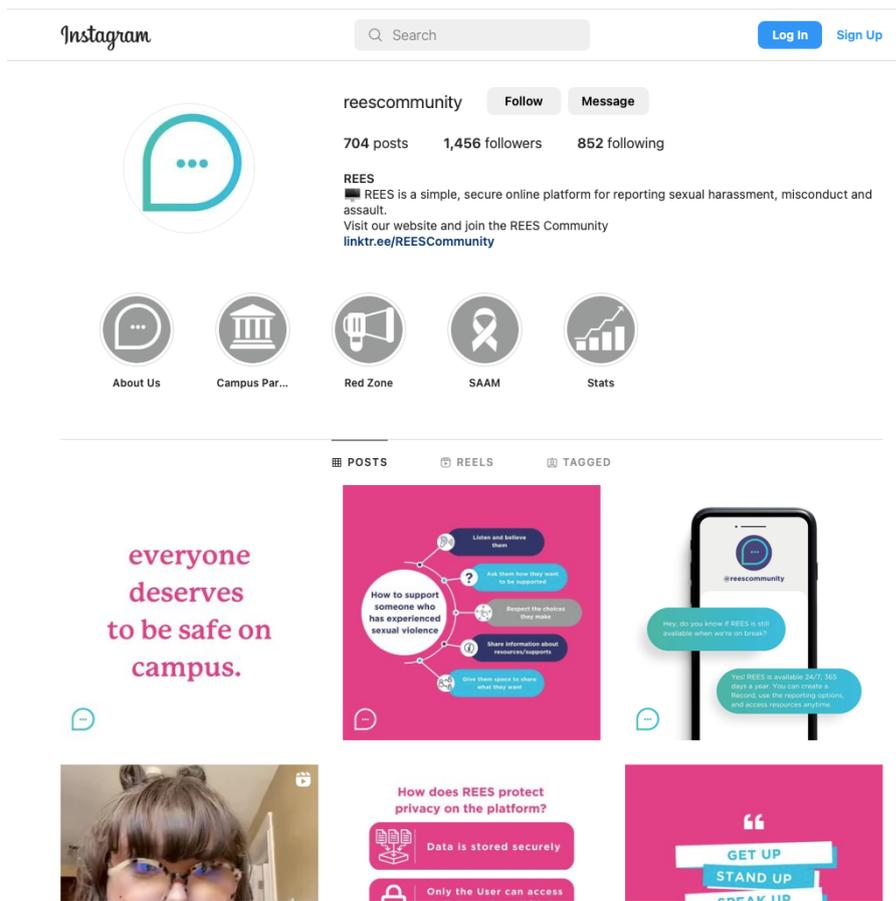 Instagram
Search
Log In
Sign Up
reescommunity
Follow
Message
704 posts
1,456 followers
852 following
REES
REES is a simple, secure online platform for reporting sexual harassment, misconduct and
assault.
Visit our website and join the REES Community
linktr.ee/REESCommunity
About Us
Campus Par...
Red Zone
SAAM
Stats
POSTS
REELS
TAGGED
everyone
deserves
to be safe on
campus.
How to support
someone who
has experienced
sexual violence
Listen and believe
them
?
Ask them how they want
to be supported
Respect the choices
they make
Share information about
resources/supports
Give them space to share
what they want
@reescommunity
Hey, do you know if REES is still
available when we're on break?
Yes! REES is available 24/7, 365
days a year. You can create a
Record, use the reporting options,
and access resources anytime.
How does REES protect
privacy on the platform?
Data is stored securely
Only the User can access
“
GET UP
STAND UP
SPEAK UP